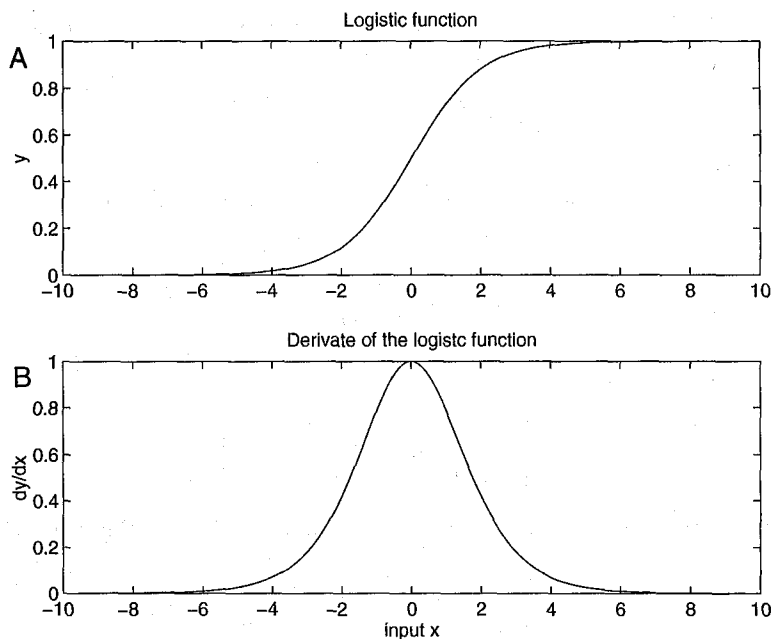 Logistic function
A
1
0.8
0.6
0.4
0.2
0
y
−10 −8 −6 −4 −2 0 2 4 6 8 10
Derivate of the logistc function
B
1
0.8
0.6
0.4
0.2
0
dy/dx
−10 −8 −6 −4 −2 0 2 4 6 8 10
input x